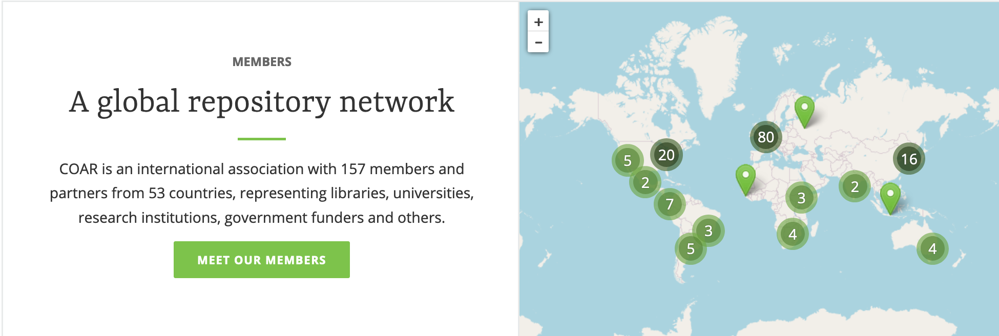 MEMBERS
A global repository network
COAR is an international association with 157 members and
partners from 53 countries, representing libraries, universities,
research institutions, government funders and others.
MEET OUR MEMBERS
+
−
80
5
20
16
2
2
3
7
3
4
5
4